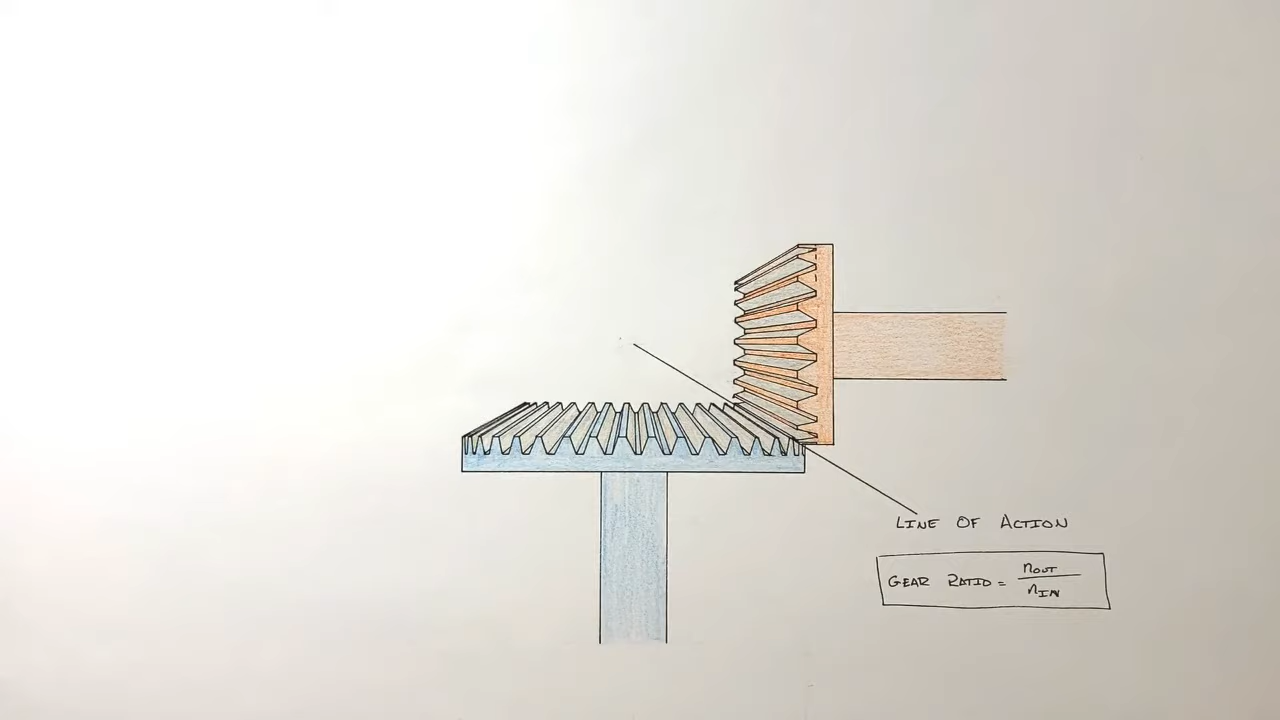 LINE OF ACTION
GEAR RATIO = nOUT
nIN